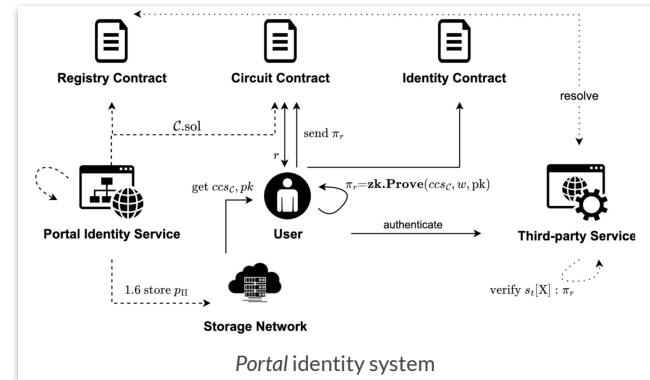 Registry Contract
Circuit Contract
Identity Contract
resolve
𝒞.sol
send π_r
r
get ccs_𝒞, pk
π_r=zk.Prove(ccs_𝒞, w, pk)
Portal Identity Service
User
authenticate
Third-party Service
1.6 store p_Π
verify s_t[X] : π_r
Storage Network
Portal identity system